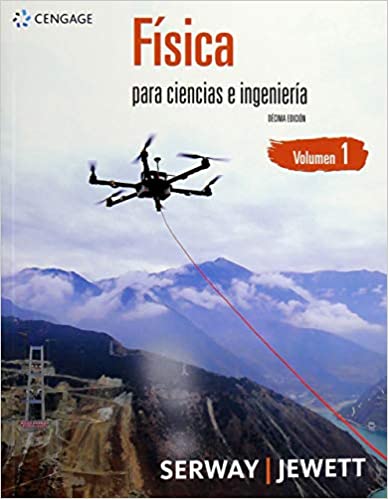 CENGAGE
Física
para ciencias e ingeniería
DÉCIMA EDICIÓN
Volumen 1
SERWAY | JEWETT